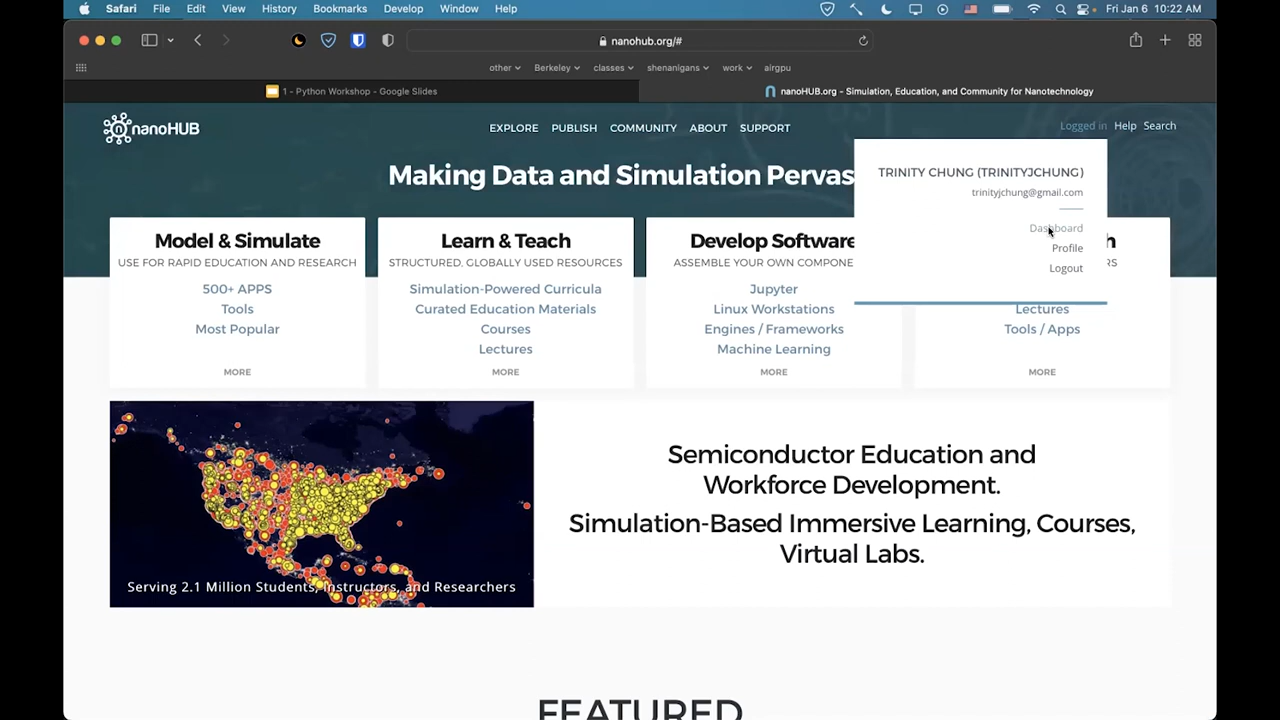 Safari File Edit View History Bookmarks Develop Window Help Fri Jan 6 10:22 AM
nanohub.org/#
other Berkeley classes shenanigans work airgpu
1 - Python Workshop - Google Slides
nanoHUB.org - Simulation, Education, and Community for Nanotechnology
nanoHUB
EXPLORE PUBLISH COMMUNITY ABOUT SUPPORT
Logged in Help Search
Making Data and Simulation Pervas
TRINITY CHUNG (TRINITYJCHUNG)
trinityjchung@gmail.com
Dashboard
Profile
Logout
Model & Simulate
USE FOR RAPID EDUCATION AND RESEARCH
500+ APPS
Tools
Most Popular
MORE
Learn & Teach
STRUCTURED, GLOBALLY USED RESOURCES
Simulation-Powered Curricula
Curated Education Materials
Courses
Lectures
MORE
Develop Software
ASSEMBLE YOUR OWN COMPONE
Jupyter
Linux Workstations
Engines / Frameworks
Machine Learning
MORE
h
ERS
Lectures
Tools / Apps
MORE
Serving 2.1 Million Students, Instructors, and Researchers
Semiconductor Education and
Workforce Development.
Simulation-Based Immersive Learning, Courses,
Virtual Labs.
FEATURED